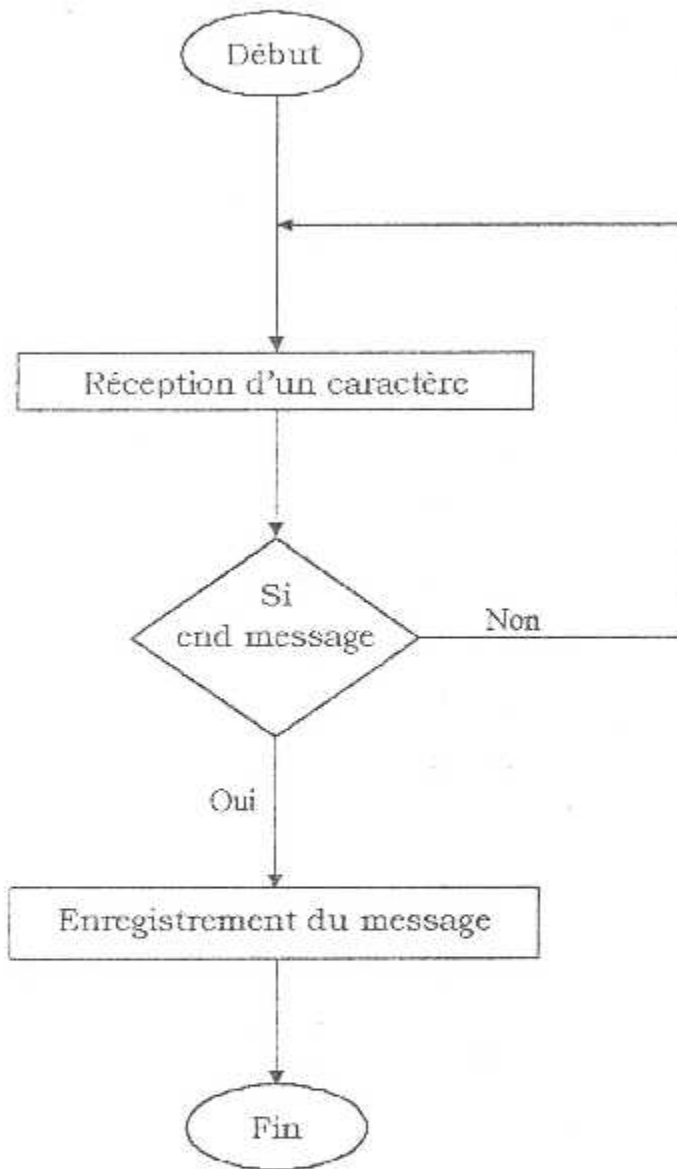 Début
Réception d'un caractère
Si
end message
Non
Oui
Enregistrement du message
Fin